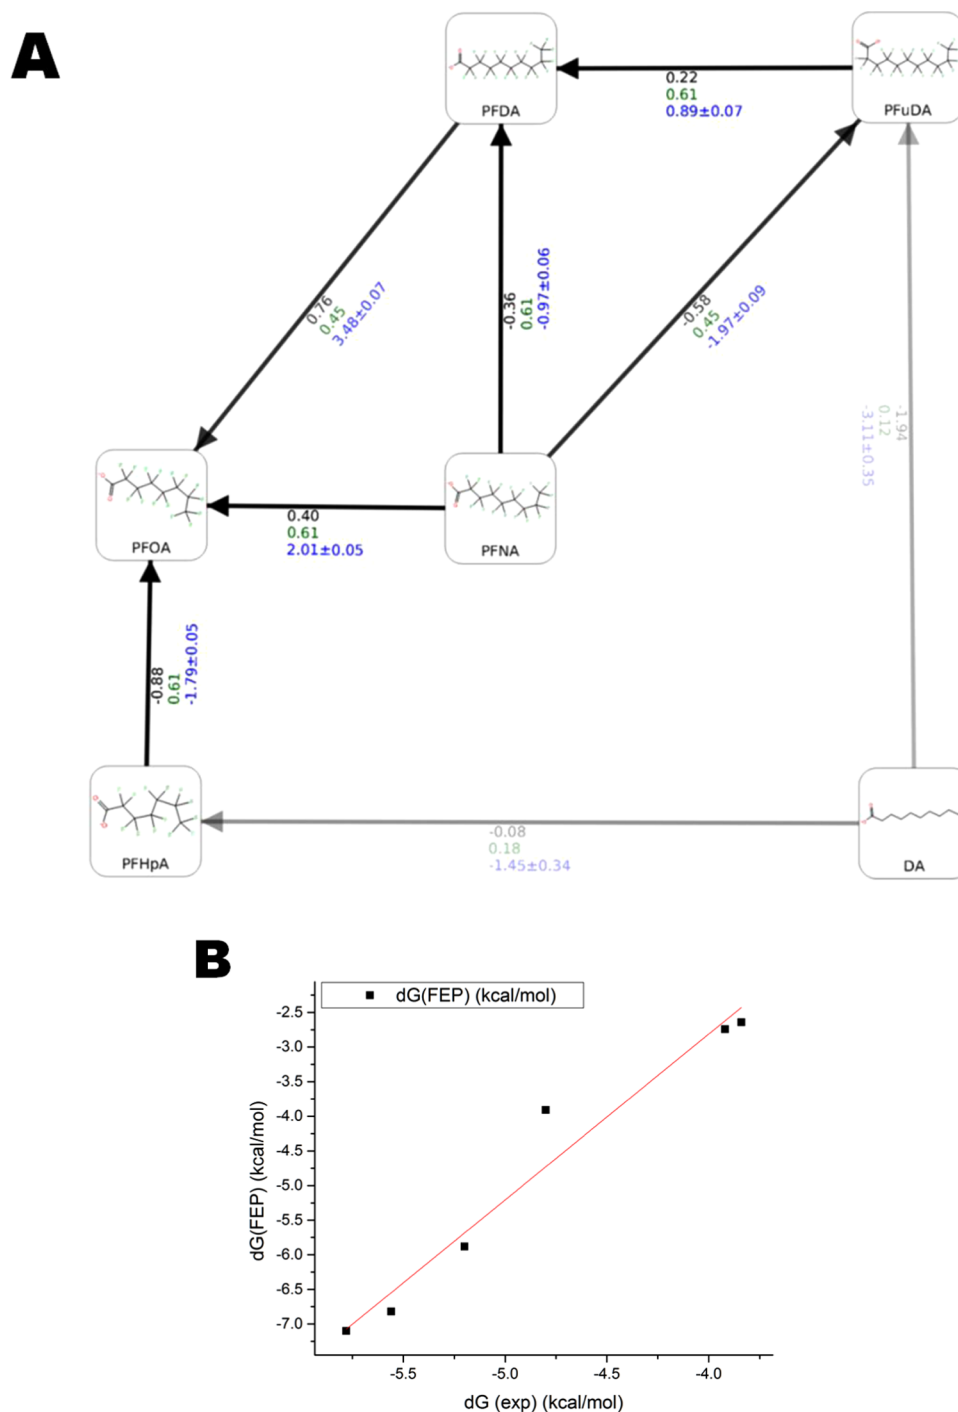 A
PFDA
PFuDA
0.22
0.61
0.89±0.07
0.76
0.45
3.48±0.07
-0.36
0.61
-0.97±0.06
-0.58
0.45
-1.97±0.09
-1.94
0.12
-3.11±0.35
PFOA
PFNA
0.40
0.61
2.01±0.05
-0.88
0.61
-1.79±0.05
PFHpA
DA
-0.08
0.18
-1.45±0.34
B
dG(FEP) (kcal/mol)
dG(FEP) (kcal/mol)
-2.5
-3.0
-3.5
-4.0
-4.5
-5.0
-5.5
-6.0
-6.5
-7.0
-5.5 -5.0 -4.5 -4.0
dG (exp) (kcal/mol)